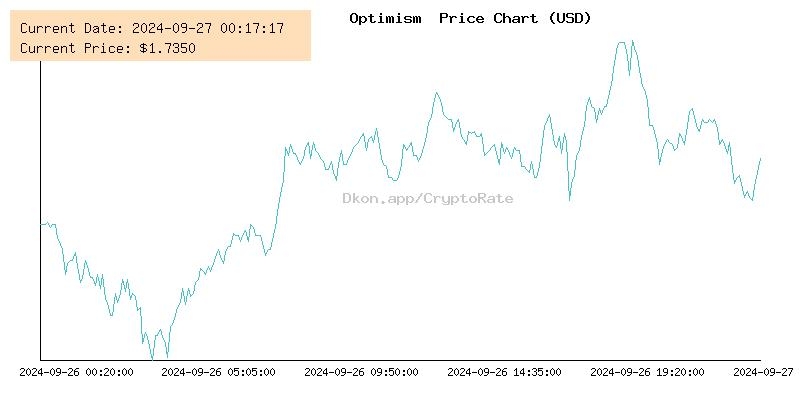 Optimism  Price Chart (USD)
Current Date: 2024-09-27 00:17:17
Current Price: $1.7350
Dkon.app/CryptoRate
2024-09-26 00:20:00 2024-09-26 05:05:00 2024-09-26 09:50:00 2024-09-26 14:35:00 2024-09-26 19:20:00 2024-09-27